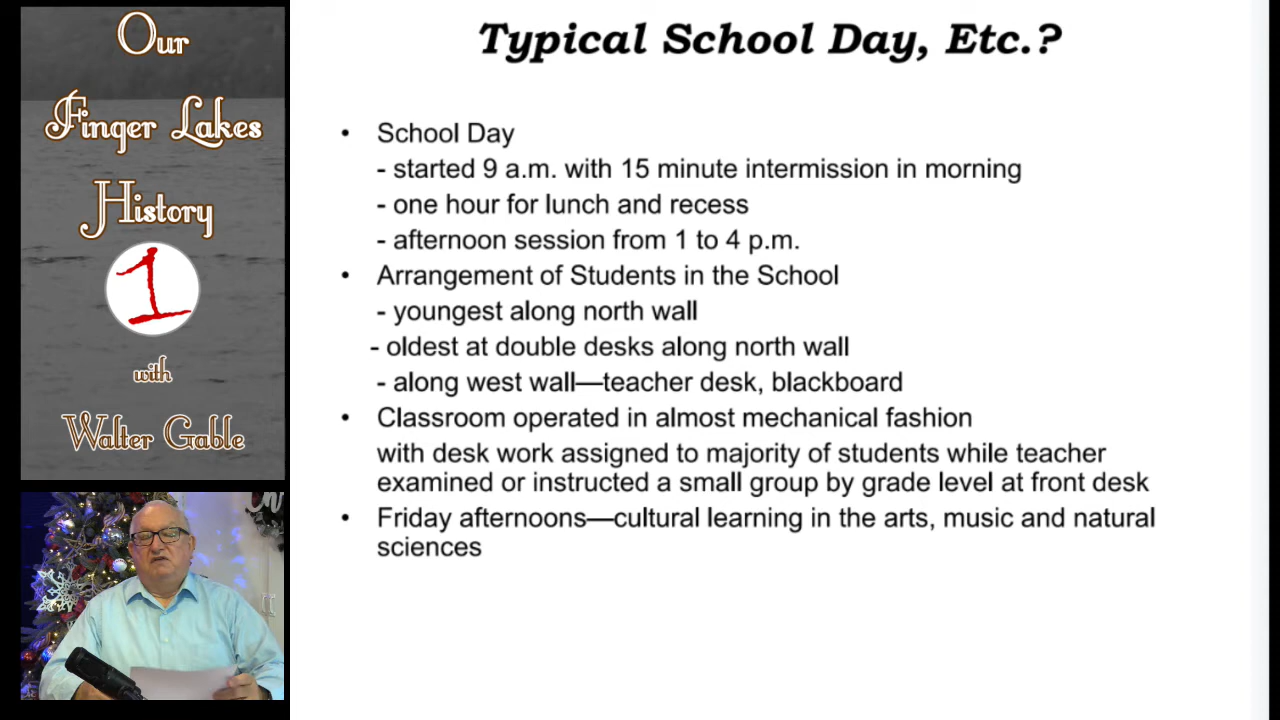 Our
Finger Lakes
History
1
with
Walter Gable
Typical School Day, Etc.?
• School Day
- started 9 a.m. with 15 minute intermission in morning
- one hour for lunch and recess
- afternoon session from 1 to 4 p.m.
• Arrangement of Students in the School
- youngest along north wall
- oldest at double desks along north wall
- along west wall—teacher desk, blackboard
• Classroom operated in almost mechanical fashion
with desk work assigned to majority of students while teacher
examined or instructed a small group by grade level at front desk
• Friday afternoons—cultural learning in the arts, music and natural
sciences